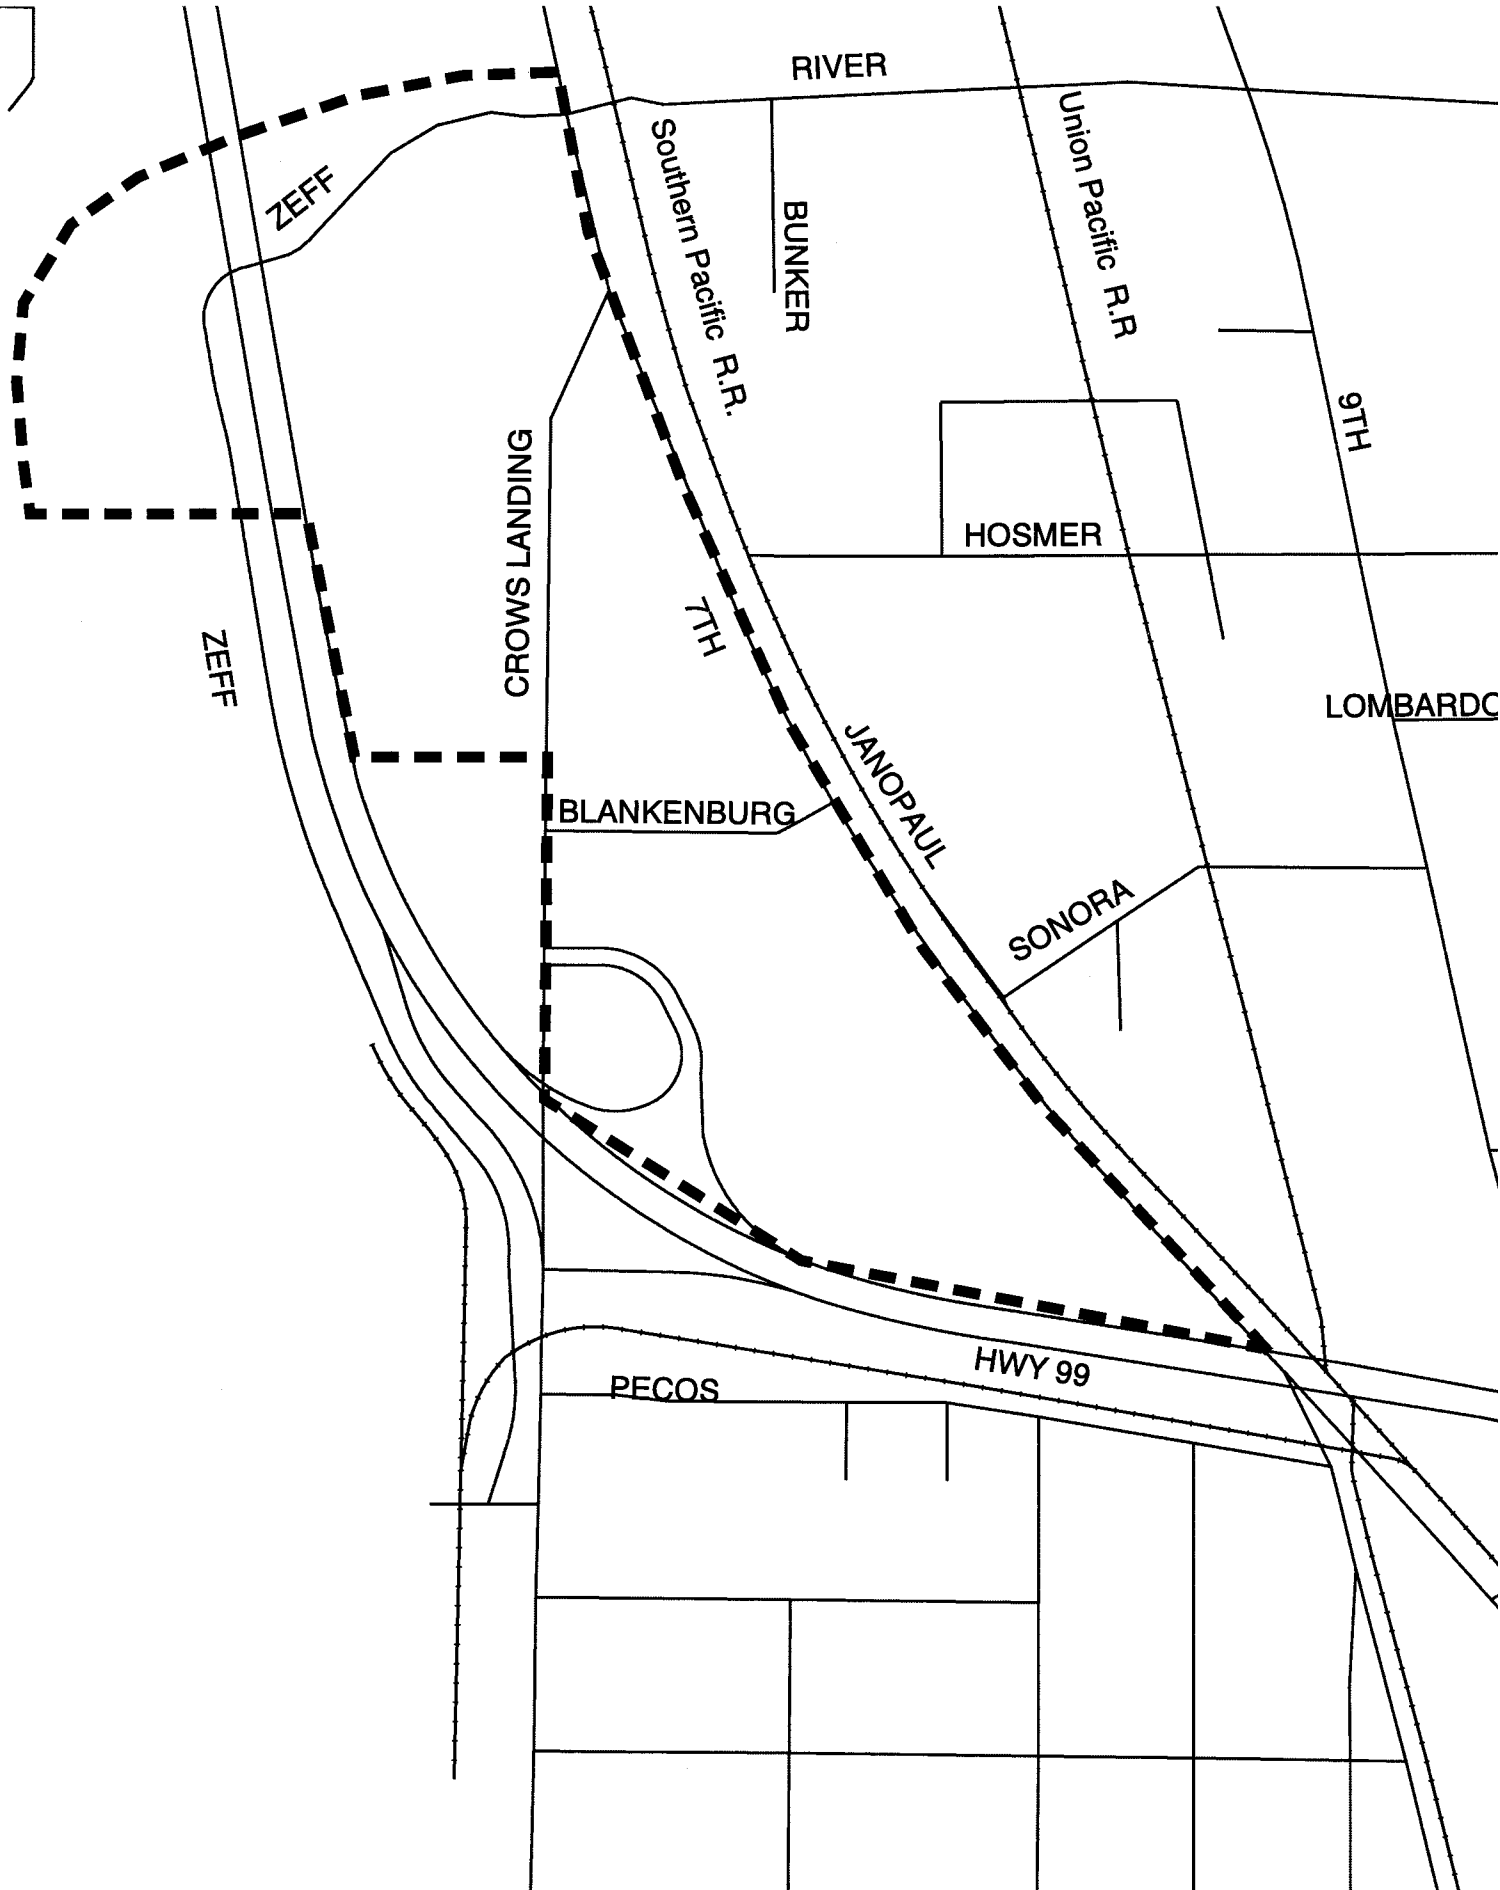 RIVER
Southern Pacific R.R.
Union Pacific R.R
ZEFF
BUNKER
9TH
CROWS LANDING
HOSMER
7TH
ZEFF
LOMBARDO
JANOPAUL
BLANKENBURG
SONORA
HWY 99
PECOS